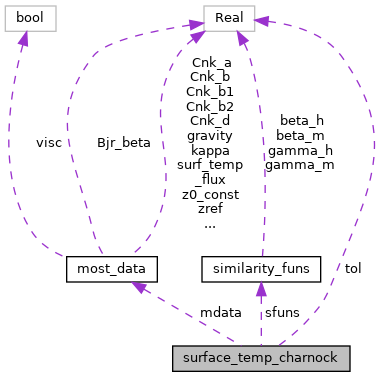 bool
Real
Cnk_a
Cnk_b
Cnk_b1
Cnk_b2
Cnk_d
gravity
kappa
surf_temp
_flux
z0_const
zref
...
visc
Bjr_beta
beta_h
beta_m
gamma_h
gamma_m
most_data
similarity_funs
tol
mdata
sfuns
surface_temp_charnock